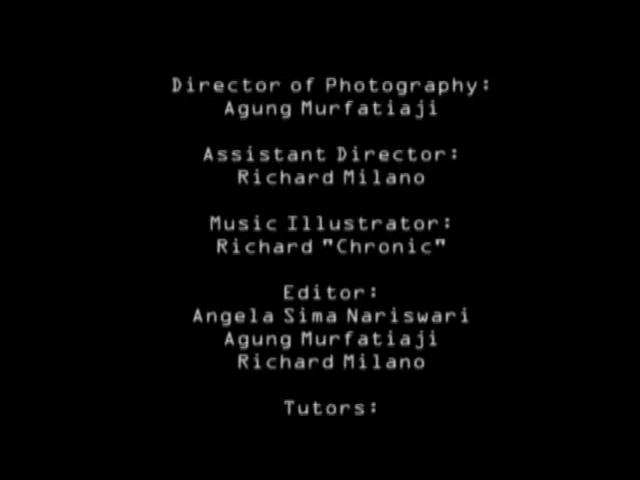 Director of Photography:
Agung Murfatiaji
Assistant Director:
Richard Milano
Music Illustrator:
Richard "Chronic"
Editor:
Angela Sima Nariswari
Agung Murfatiaji
Richard Milano
Tutors: